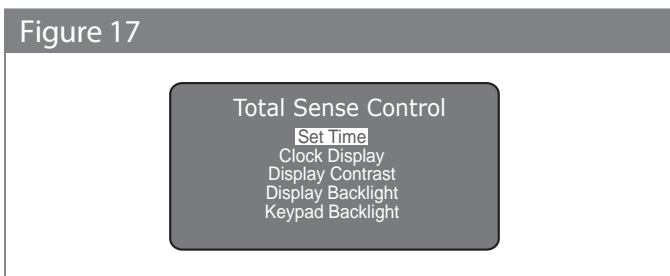 Figure 17
Total Sense Control
Set Time
Clock Display
Display Contrast
Display Backlight
Keypad Backlight